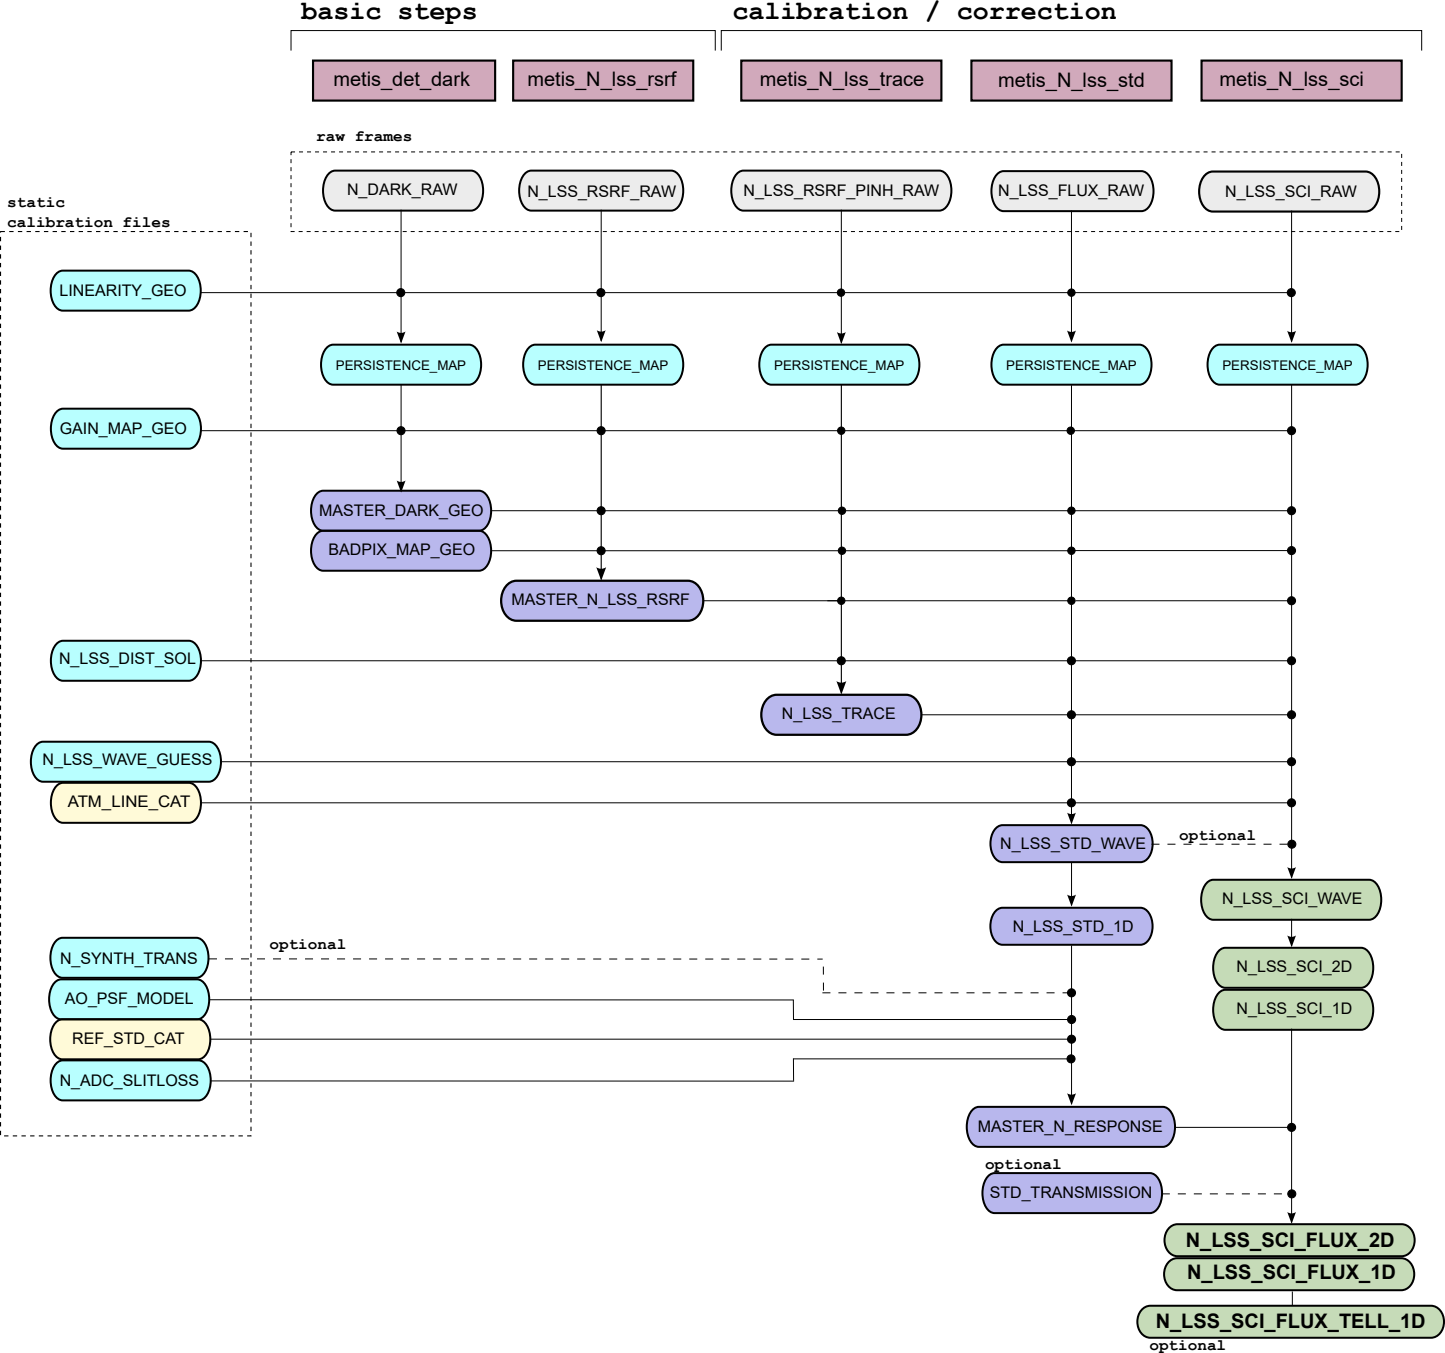 basic steps
calibration / correction
metis_det_dark
metis_N_lss_rsrf
metis_N_lss_trace
metis_N_lss_std
metis_N_lss_sci
raw frames
N_DARK_RAW
N_LSS_RSRF_RAW
N_LSS_RSRF_PINH_RAW
N_LSS_FLUX_RAW
N_LSS_SCI_RAW
static
calibration files
LINEARITY_GEO
PERSISTENCE_MAP
PERSISTENCE_MAP
PERSISTENCE_MAP
PERSISTENCE_MAP
PERSISTENCE_MAP
GAIN_MAP_GEO
MASTER_DARK_GEO
BADPIX_MAP_GEO
MASTER_N_LSS_RSRF
N_LSS_DIST_SOL
N_LSS_TRACE
N_LSS_WAVE_GUESS
ATM_LINE_CAT
N_LSS_STD_WAVE
optional
N_LSS_SCI_WAVE
N_LSS_STD_1D
optional
N_SYNTH_TRANS
N_LSS_SCI_2D
AO_PSF_MODEL
N_LSS_SCI_1D
REF_STD_CAT
N_ADC_SLITLOSS
MASTER_N_RESPONSE
optional
STD_TRANSMISSION
N_LSS_SCI_FLUX_2D
N_LSS_SCI_FLUX_1D
N_LSS_SCI_FLUX_TELL_1D
optional